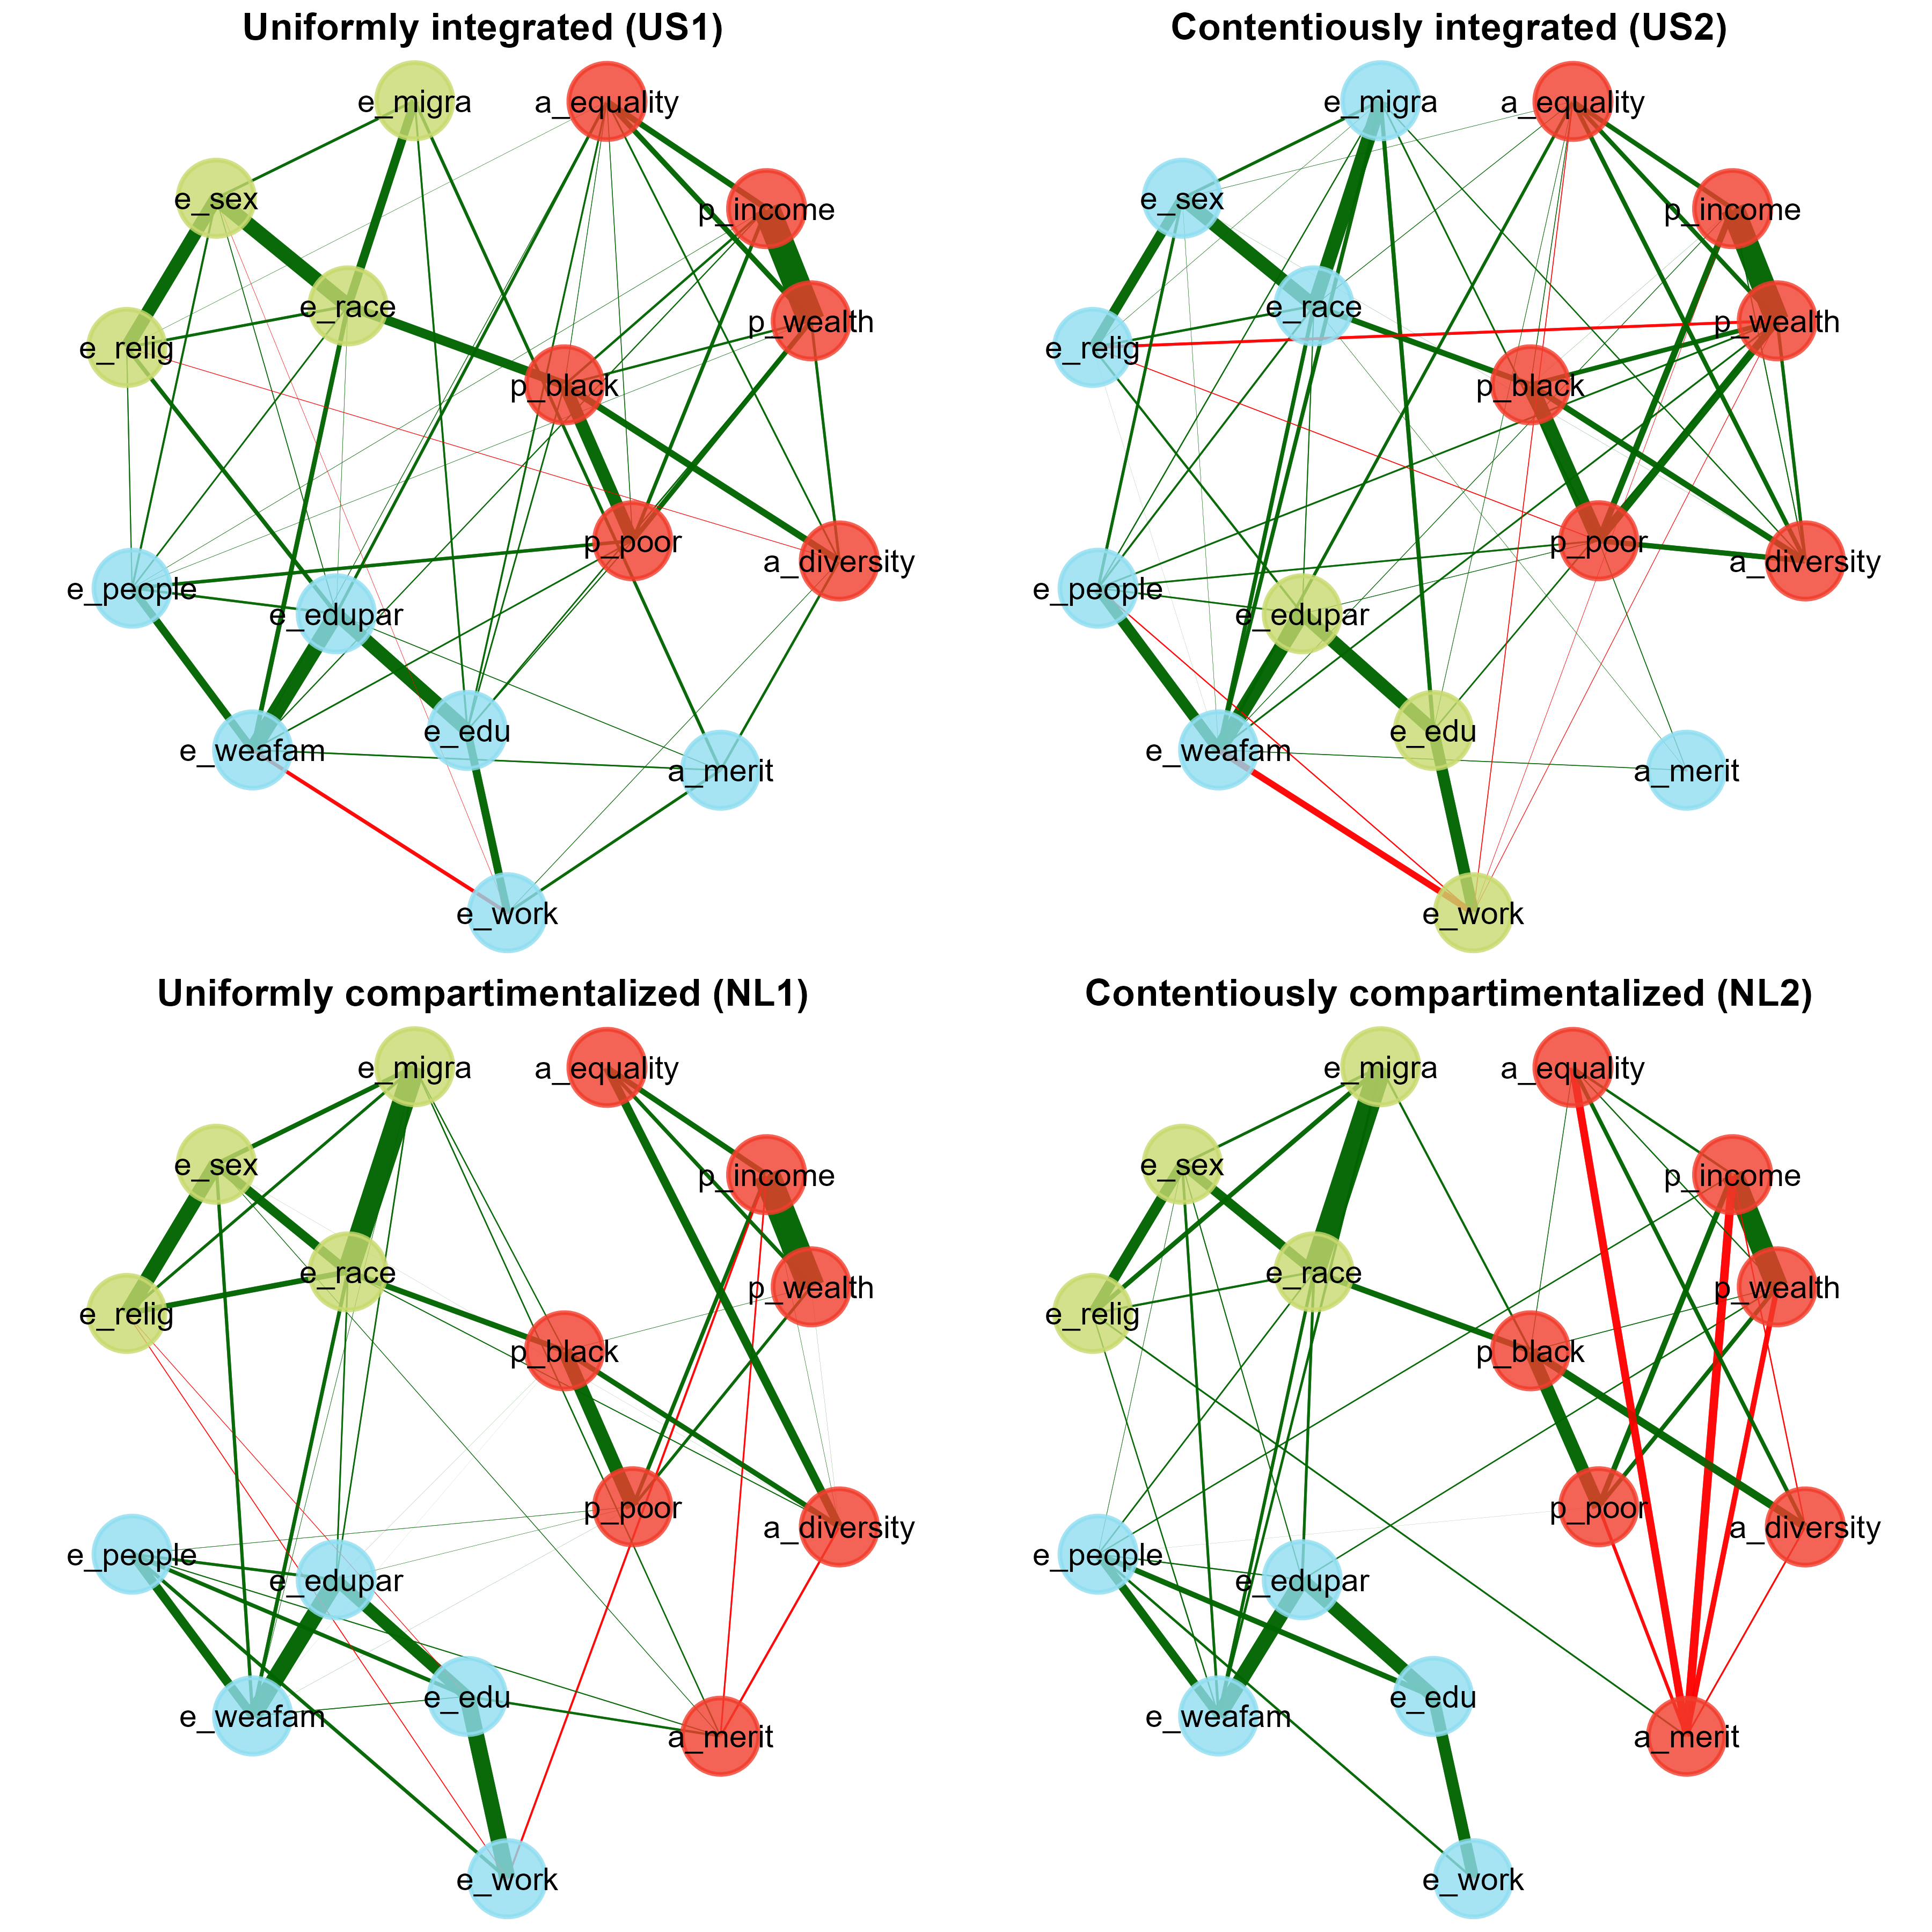 Uniformly integrated (US1)
e_migra
a_equality
e_sex
p_income
e_race
p_wealth
e_relig
p_black
p_poor
a_diversity
e_people
e_edupar
e_edu
e_weafam
a_merit
e_work
Contentiously integrated (US2)
e_migra
a_equality
e_sex
p_income
e_race
p_wealth
e_relig
p_black
p_poor
a_diversity
e_people
e_edupar
e_edu
e_weafam
a_merit
e_work
Uniformly compartimentalized (NL1)
e_migra
a_equality
e_sex
p_income
e_race
p_wealth
e_relig
p_black
p_poor
a_diversity
e_people
e_edupar
e_edu
e_weafam
a_merit
e_work
Contentiously compartimentalized (NL2)
e_migra
a_equality
e_sex
p_income
e_race
p_wealth
e_relig
p_black
p_poor
a_diversity
e_people
e_edupar
e_edu
e_weafam
a_merit
e_work